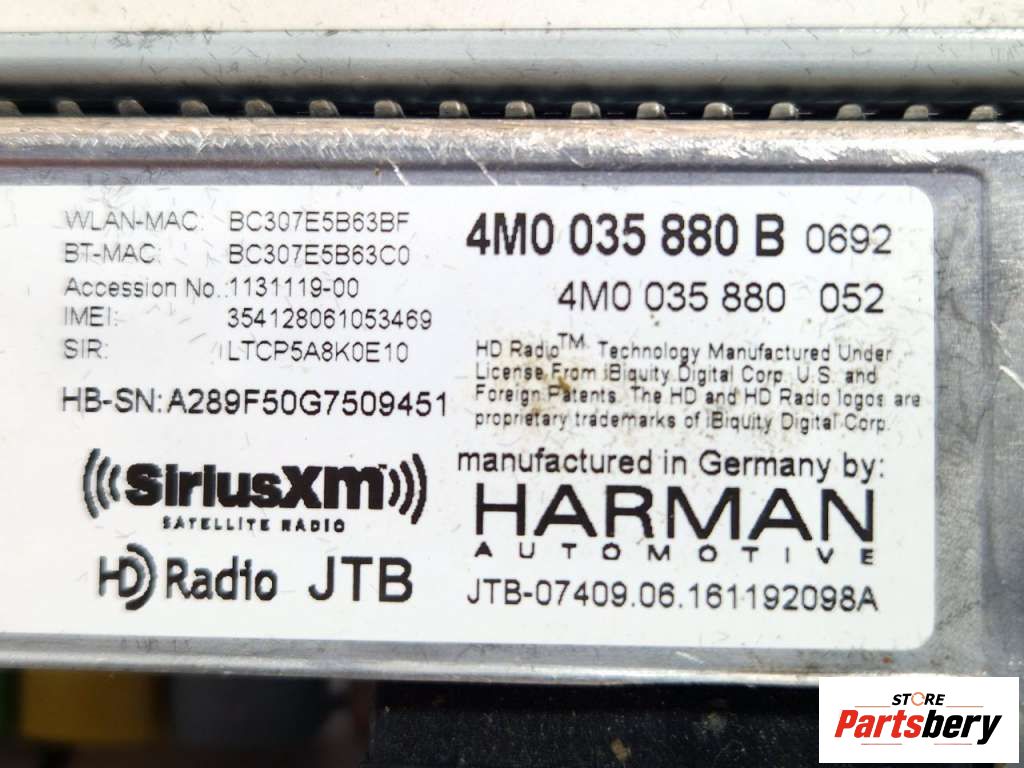 WLAN-MAC: BC307E5B63BF
BT-MAC: BC307E5B63C0
Accession No.: 1131119-00
IMEI: 354128061053469
SIR: LTCP5A8K0E10
HB-SN: A289F50G7509451
SiriusXM
SATELLITE RADIO
HD Radio JTB
4M0 035 880 B 0692
4M0 035 880 052
HD Radio™ Technology Manufactured Under
License From iBiquity Digital Corp. U.S. and
Foreign Patents. The HD and HD Radio logos are
proprietary trademarks of iBiquity Digital Corp.
manufactured in Germany by:
HARMAN
AUTOMOTIVE
JTB-07409.06.161192098A
STORE
Partsbery